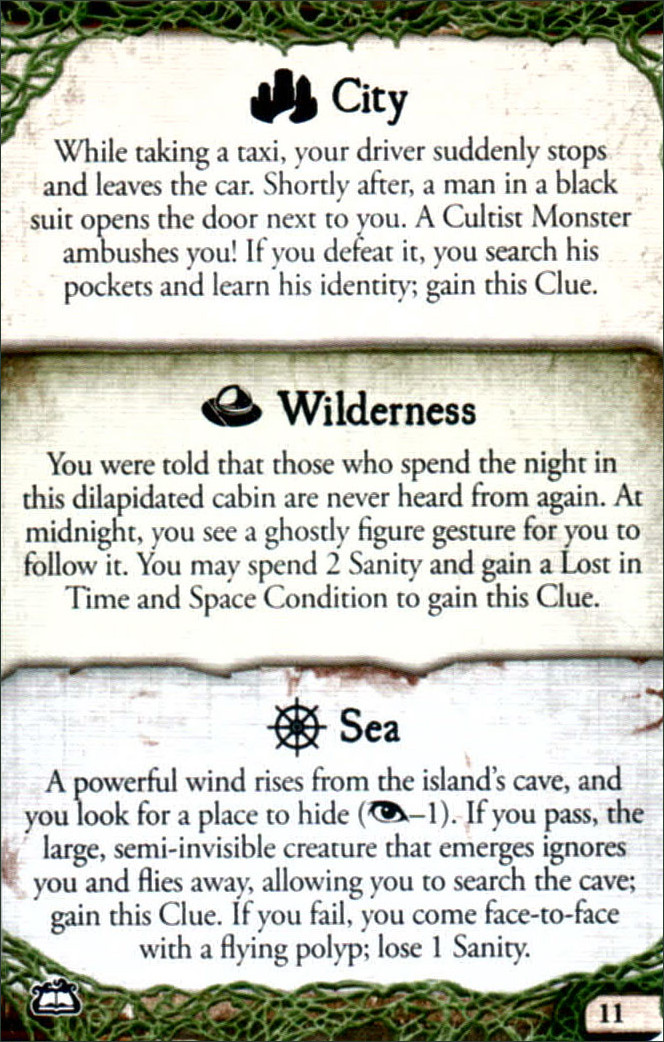 City
While taking a taxi, your driver suddenly stops
and leaves the car. Shortly after, a man in a black
suit opens the door next to you. A Cultist Monster
ambushes you! If you defeat it, you search his
pockets and learn his identity; gain this Clue.
Wilderness
You were told that those who spend the night in
this dilapidated cabin are never heard from again. At
midnight, you see a ghostly figure gesture for you to
follow it. You may spend 2 Sanity and gain a Lost in
Time and Space Condition to gain this Clue.
Sea
A powerful wind rises from the island's cave, and
you look for a place to hide (–1). If you pass, the
large, semi-invisible creature that emerges ignores
you and flies away, allowing you to search the cave;
gain this Clue. If you fail, you come face-to-face
with a flying polyp; lose 1 Sanity.
11